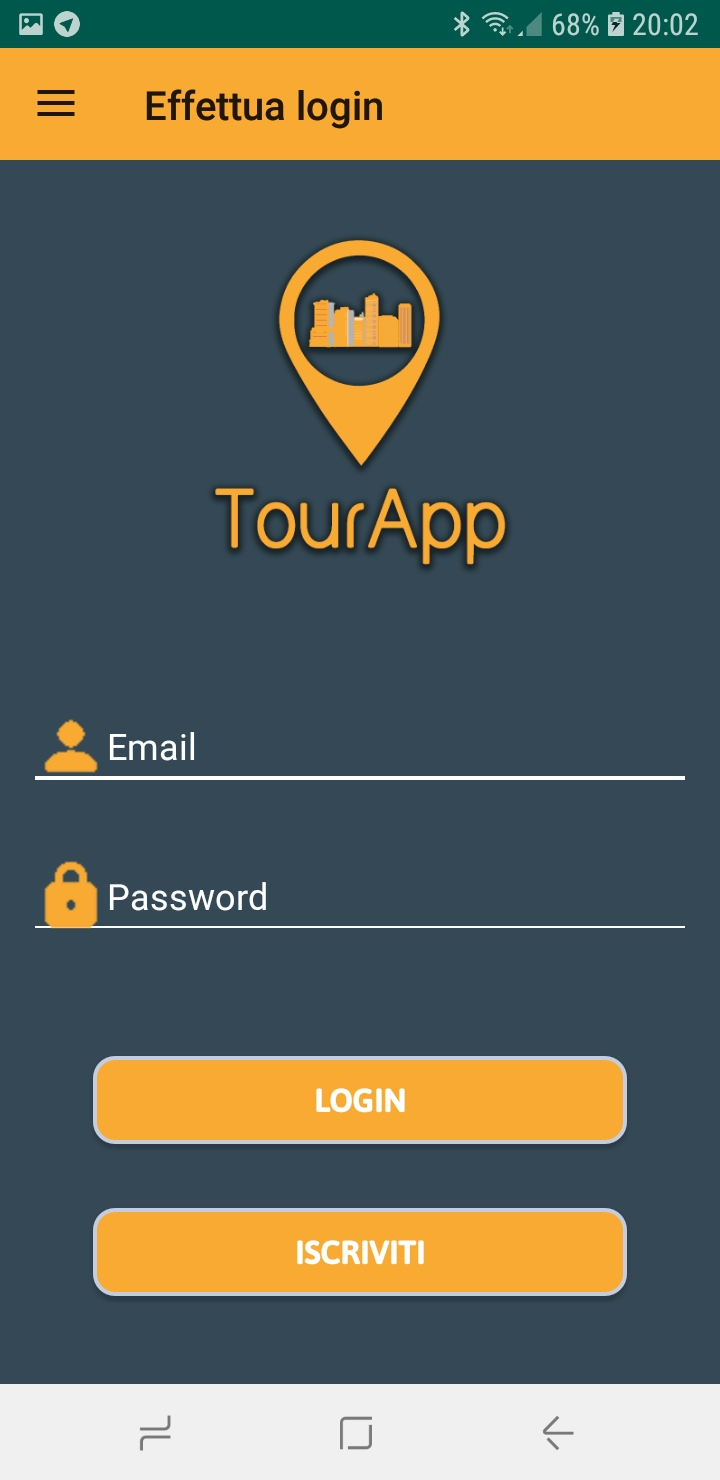 68% 20:02
Effettua login
TourApp
Email
Password
LOGIN
ISCRIVITI